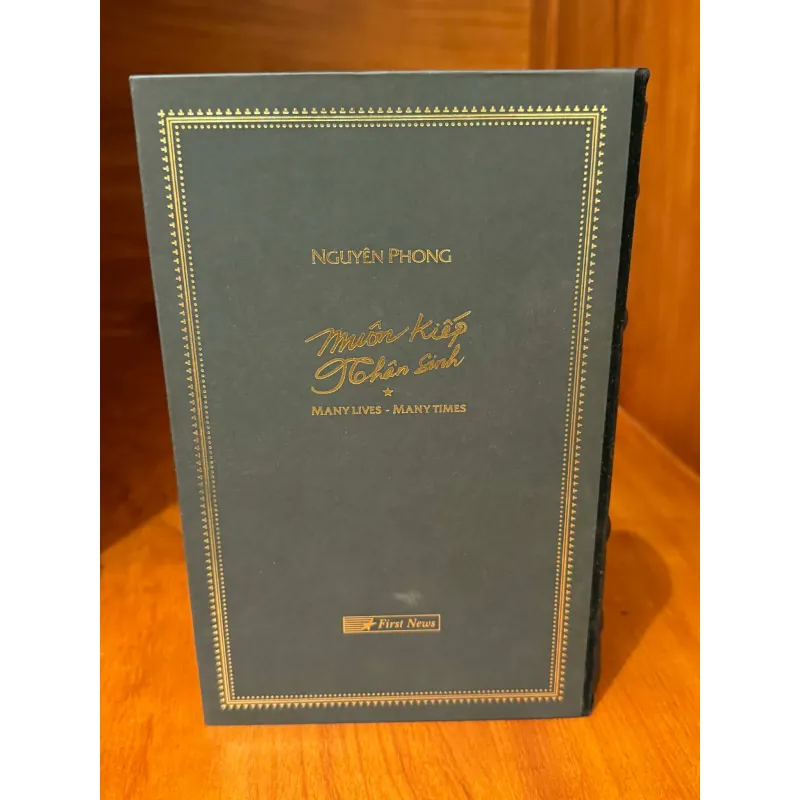 NGUYÊN PHONG
Muôn Kiếp
Nhân Sinh
MANY LIVES - MANY TIMES
First News